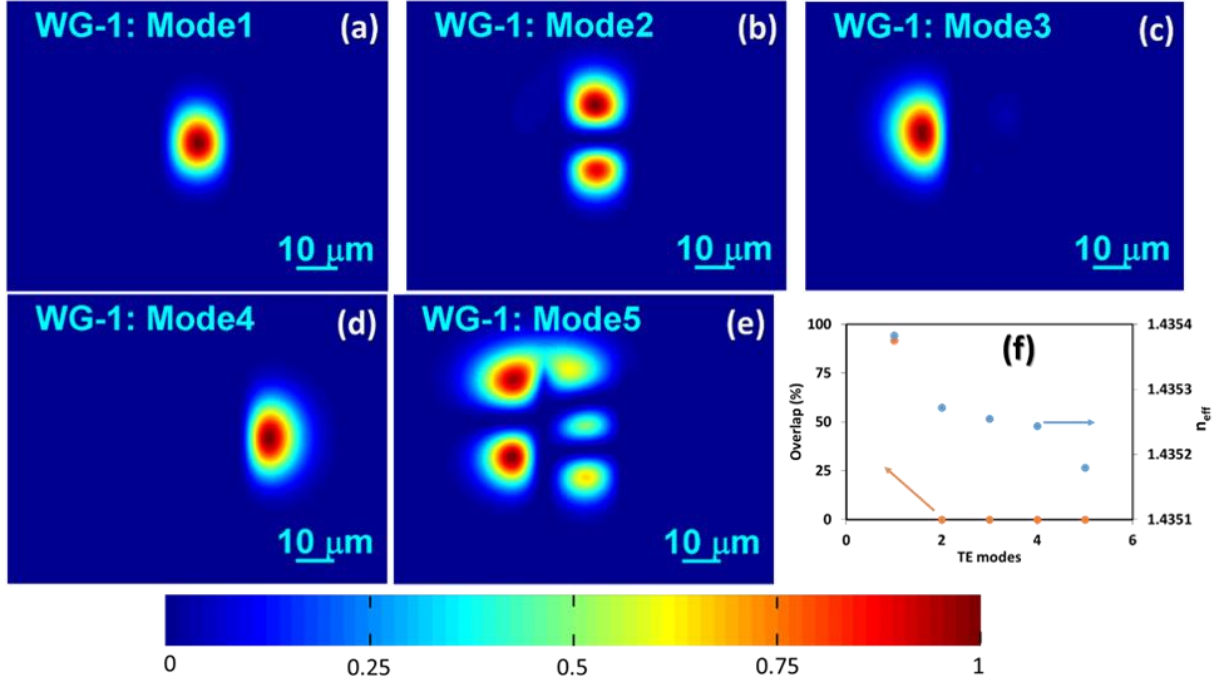 WG-1: Mode1 (a)
10 μm
WG-1: Mode2 (b)
10 μm
WG-1: Mode3 (c)
10 μm
WG-1: Mode4 (d)
10 μm
WG-1: Mode5 (e)
10 μm
(f)
100
75
50
25
0
Overlap (%)
1.4354
1.4353
1.4352
1.4351
neff
0 2 4 6
TE modes
0 0.25 0.5 0.75 1